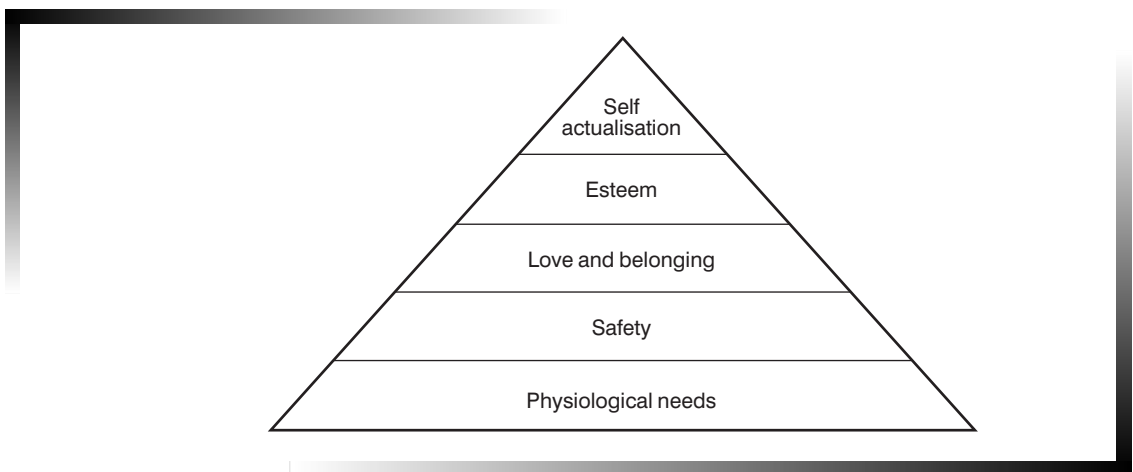 Self
actualisation
Esteem
Love and belonging
Safety
Physiological needs